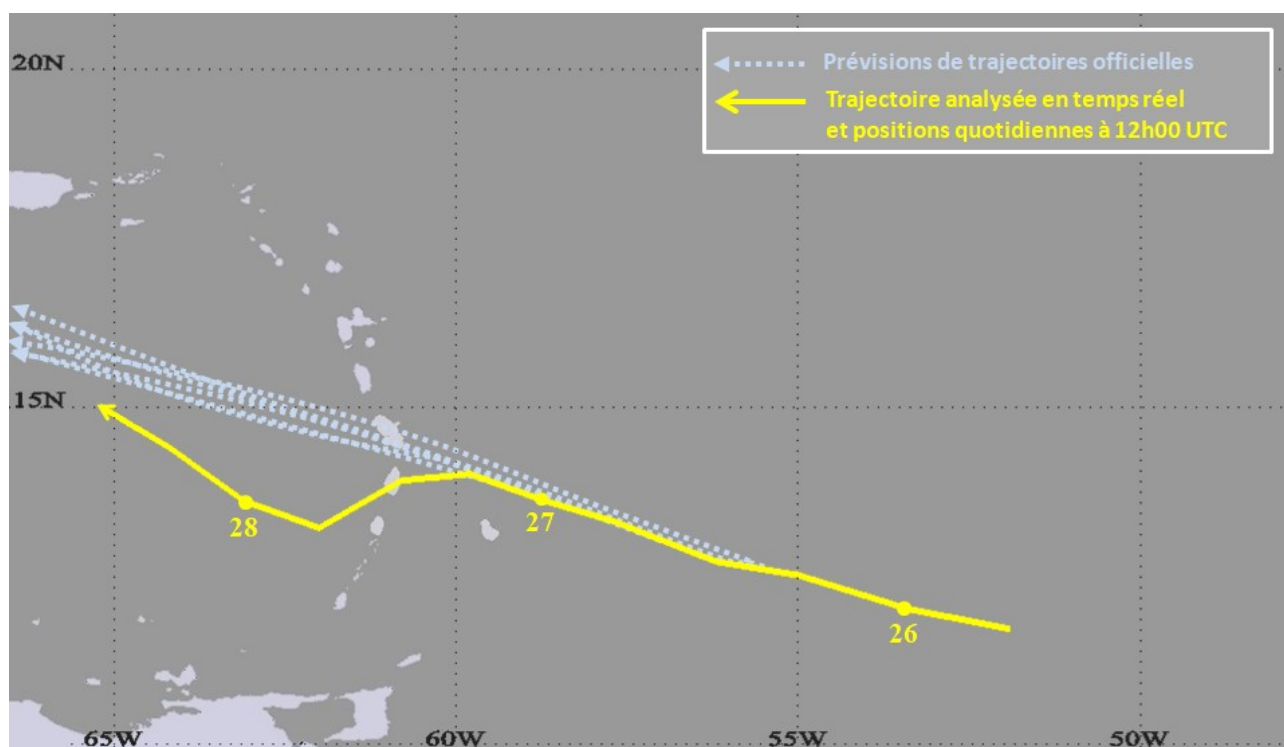 20N
Prévisions de trajectoires officielles
Trajectoire analysée en temps réel
et positions quotidiennes à 12h00 UTC
15N
28
27
26
65W 60W 55W 50W